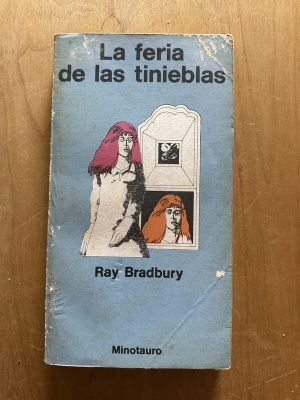 La feria
de las tinieblas
Ray Bradbury
Minotauro